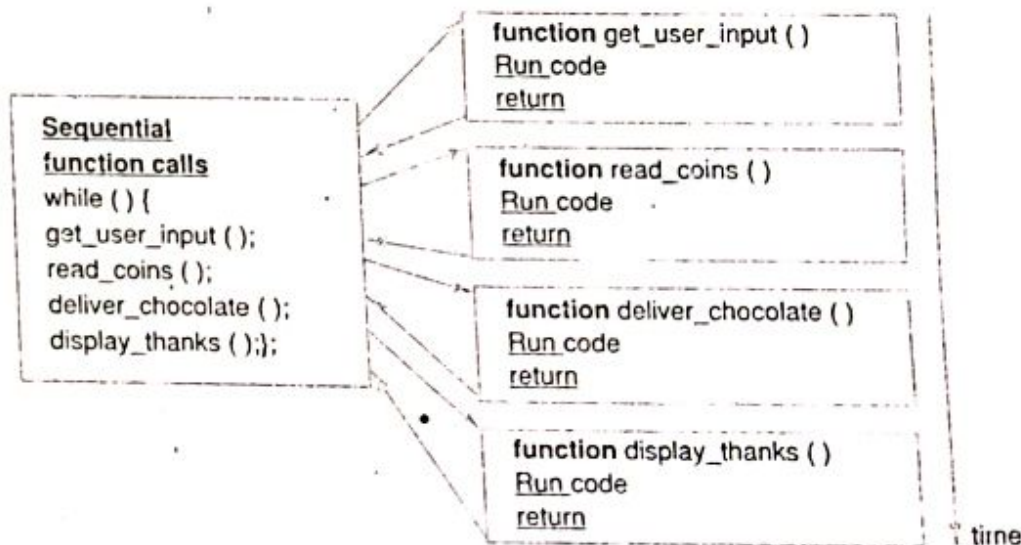 Sequential
function calls
while ( ) {
get_user_input ( );
read_coins ( );
deliver_chocolate ( );
display_thanks ( );};
function get_user_input ( )
Run code
return
function read_coins ( )
Run code
return
function deliver_chocolate ( )
Run code
return
function display_thanks ( )
Run code
return
time